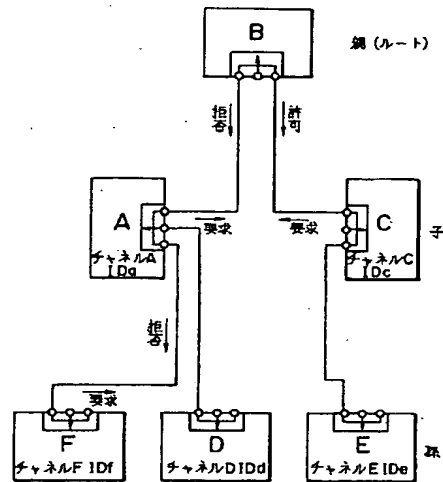 B
親(ルート)
拒否
許可
A
要求
要求
C
チャネルA
IDa
チャネルC
IDc
子
拒否
要求
F
D
E
チャネルF IDf
チャネルD IDd
チャネルE IDe
孫